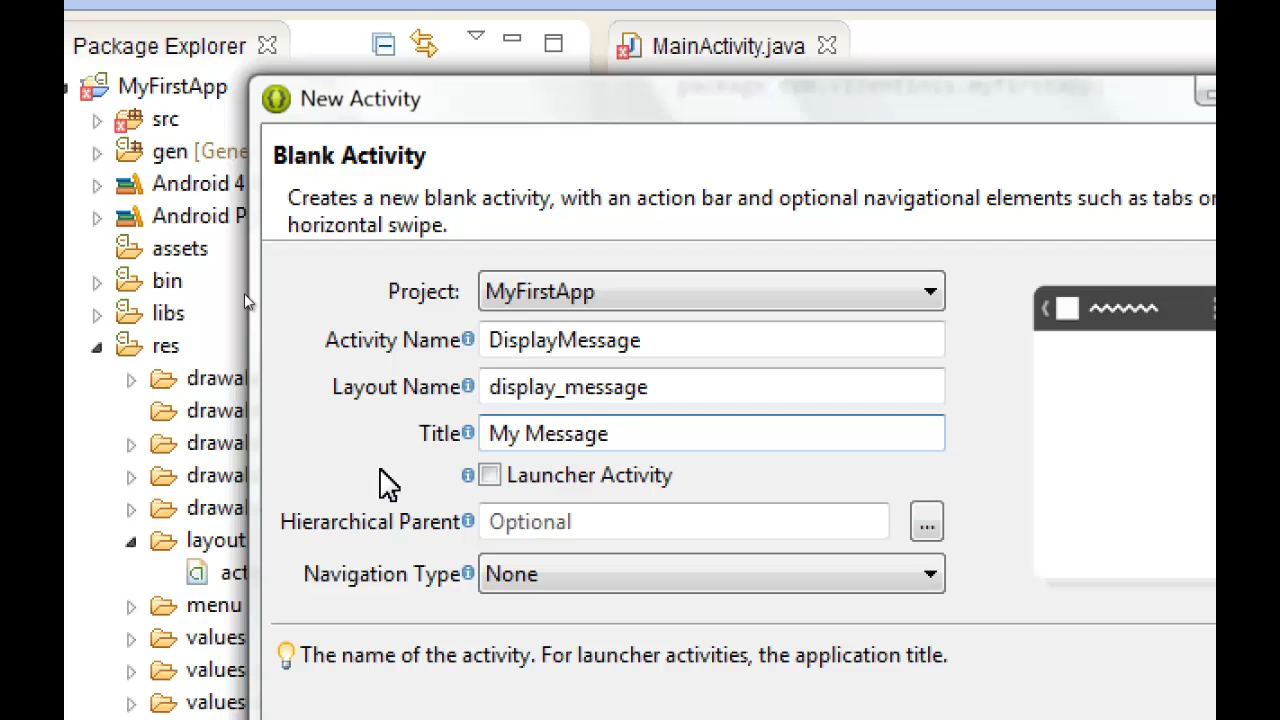 Package Explorer
MainActivity.java
MyFirstApp
src
gen [Gene
Android 4
Android P
assets
bin
libs
res
drawal
drawal
drawal
drawal
drawal
layout
act
menu
values
values
values
New Activity
Blank Activity
Creates a new blank activity, with an action bar and optional navigational elements such as tabs or
horizontal swipe.
Project: MyFirstApp
Activity Name DisplayMessage
Layout Name display_message
Title My Message
Launcher Activity
Hierarchical Parent Optional ...
Navigation Type None
The name of the activity. For launcher activities, the application title.